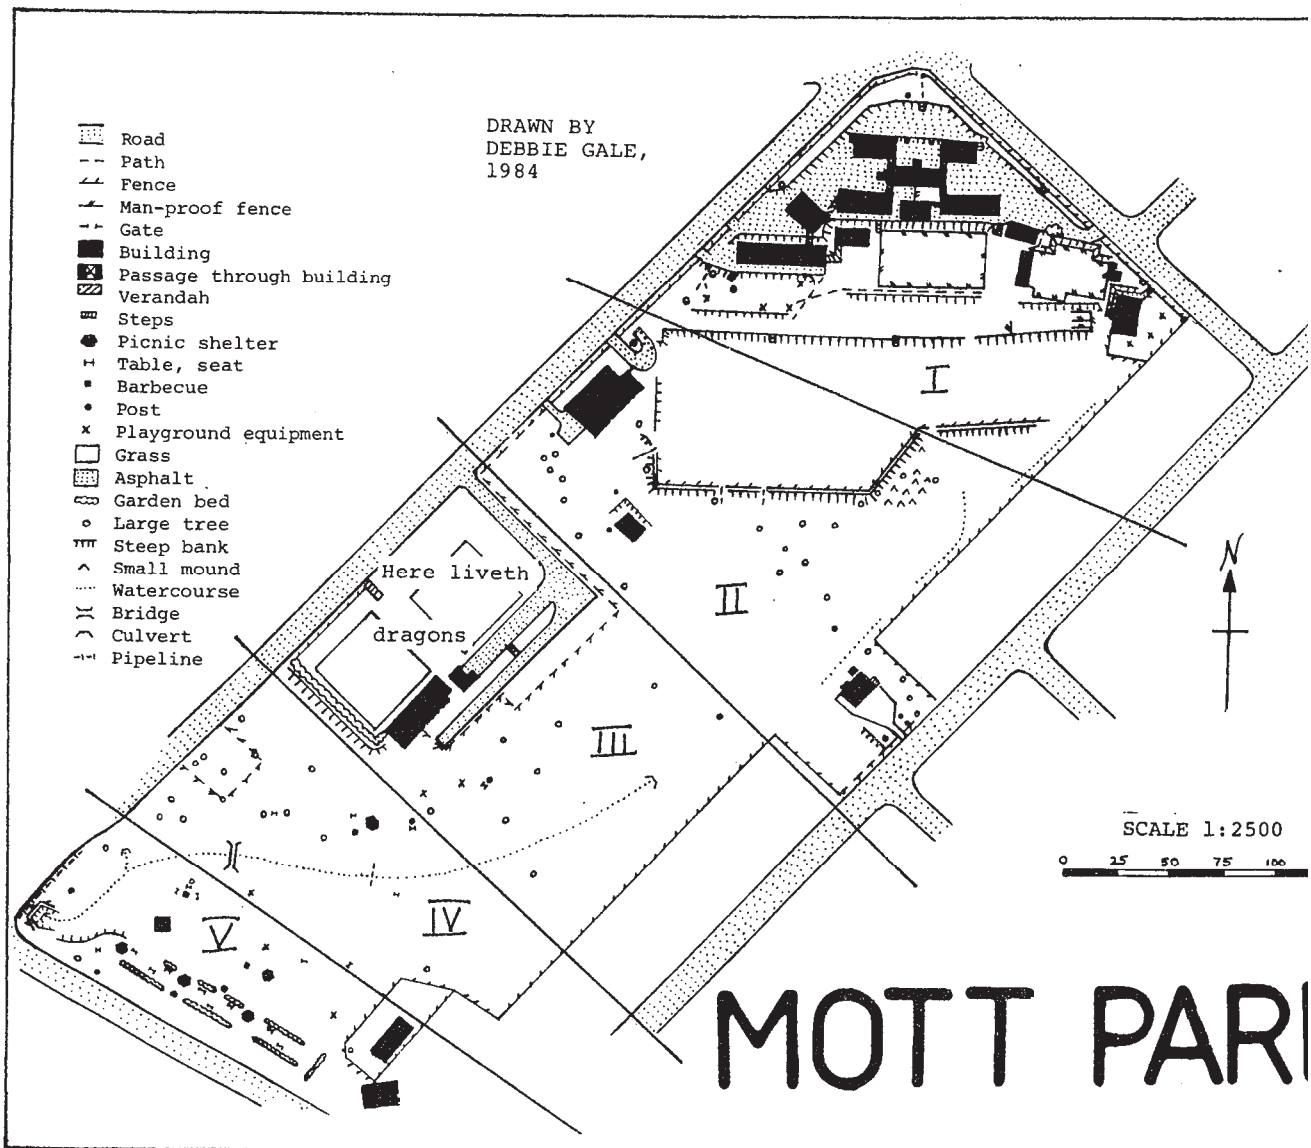 DRAWN BY
DEBBIE GALE,
1984
Road
Path
Fence
Man-proof fence
Gate
Building
Passage through building
Verandah
Steps
Picnic shelter
Table, seat
Barbecue
Post
Playground equipment
Grass
Asphalt
Garden bed
Large tree
Steep bank
Small mound
Watercourse
Bridge
Culvert
Pipeline
I
Here liveth
dragons
II
III
IV
V
N
SCALE 1:2500
0 25 50 75 100
MOTT PAR